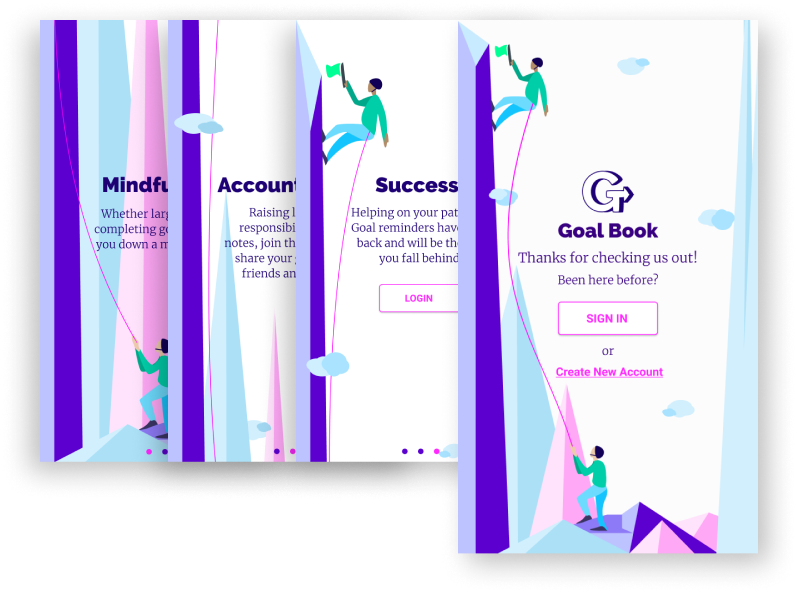 Mindfu
Whether larg
completing go
you down a m
Account
Raising l
responsibi
notes, join th
share your
friends an
Success
Helping on your pat
Goal reminders have
back and will be the
you fall behind
LOGIN
G
Goal Book
Thanks for checking us out!
Been here before?
SIGN IN
or
Create New Account